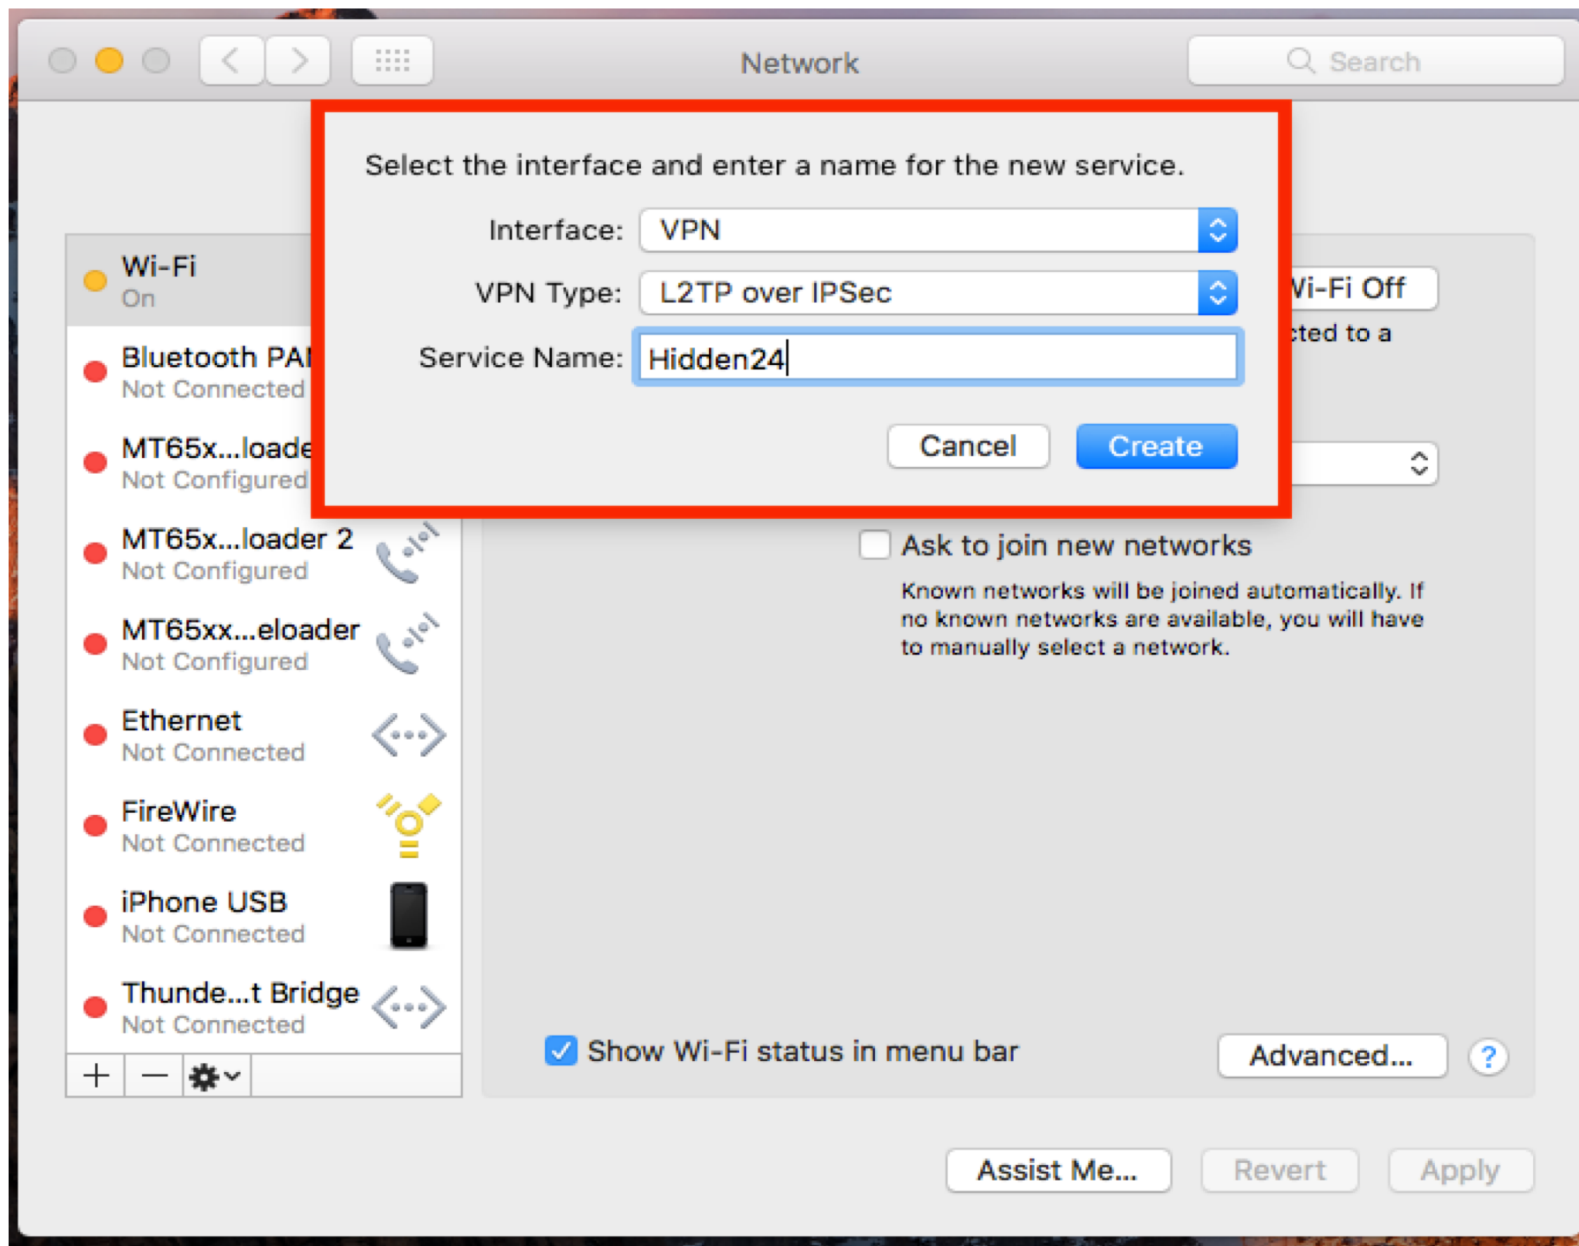 Network
Search
Select the interface and enter a name for the new service.
Interface: VPN
VPN Type: L2TP over IPSec
Service Name: Hidden24
Cancel Create
Wi-Fi
On
Bluetooth PA
Not Connected
MT65x...loade
Not Configured
MT65x...loader 2
Not Configured
MT65xx...eloader
Not Configured
Ethernet
Not Connected
FireWire
Not Connected
iPhone USB
Not Connected
Thunde...t Bridge
Not Connected
Wi-Fi Off
cted to a
Ask to join new networks
Known networks will be joined automatically. If
no known networks are available, you will have
to manually select a network.
Show Wi-Fi status in menu bar
Advanced... ?
Assist Me... Revert Apply